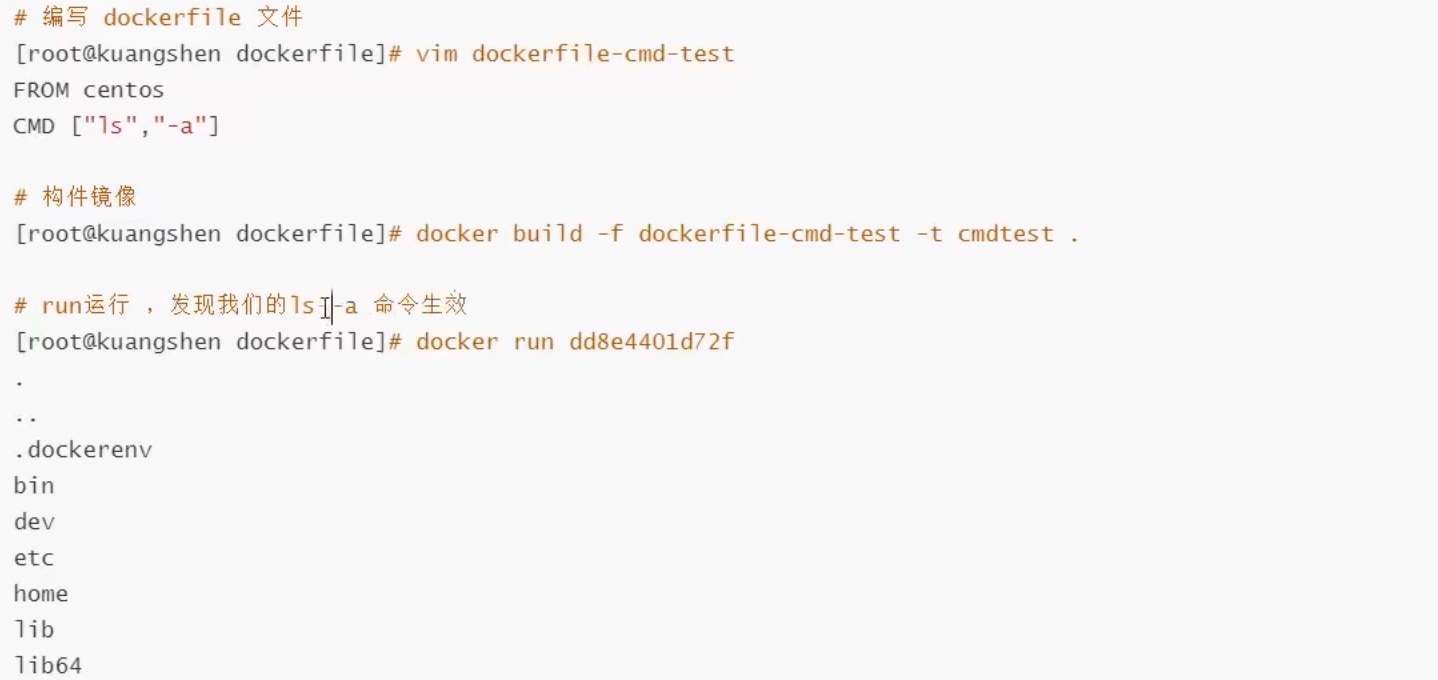 # 编写 dockerfile 文件
[root@kuangshen dockerfile]# vim dockerfile-cmd-test
FROM centos
CMD ["ls","-a"]
# 构件镜像
[root@kuangshen dockerfile]# docker build -f dockerfile-cmd-test -t cmdtest .
# run运行 , 发现我们的ls -a 命令生效
[root@kuangshen dockerfile]# docker run dd8e4401d72f
.
..
.dockerenv
bin
dev
etc
home
lib
lib64